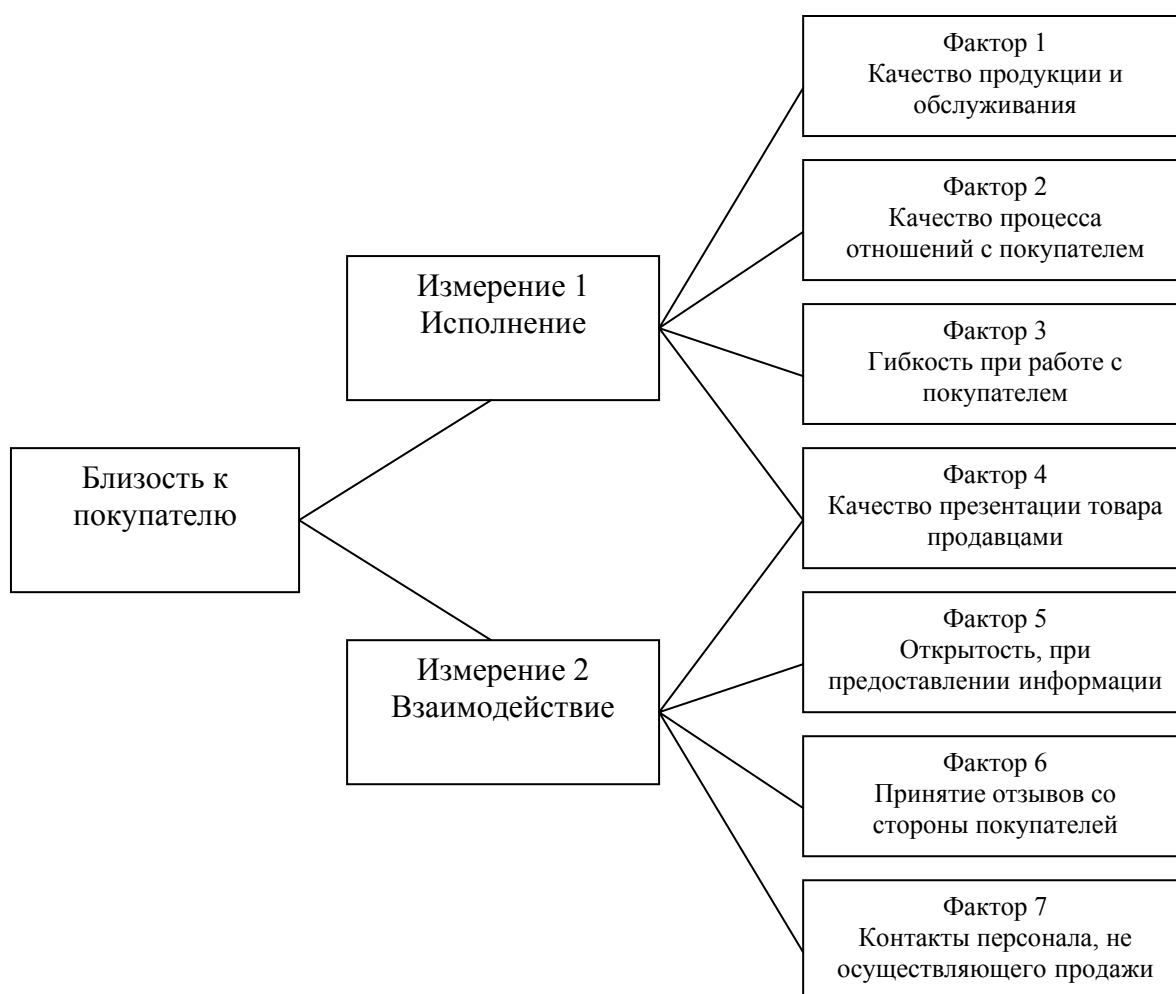 Близость к
покупателю
Измерение 1
Исполнение
Измерение 2
Взаимодействие
Фактор 1
Качество продукции и
обслуживания
Фактор 2
Качество процесса
отношений с покупателем
Фактор 3
Гибкость при работе с
покупателем
Фактор 4
Качество презентации товара
продавцами
Фактор 5
Открытость, при
предоставлении информации
Фактор 6
Принятие отзывов со
стороны покупателей
Фактор 7
Контакты персонала, не
осуществляющего продажи